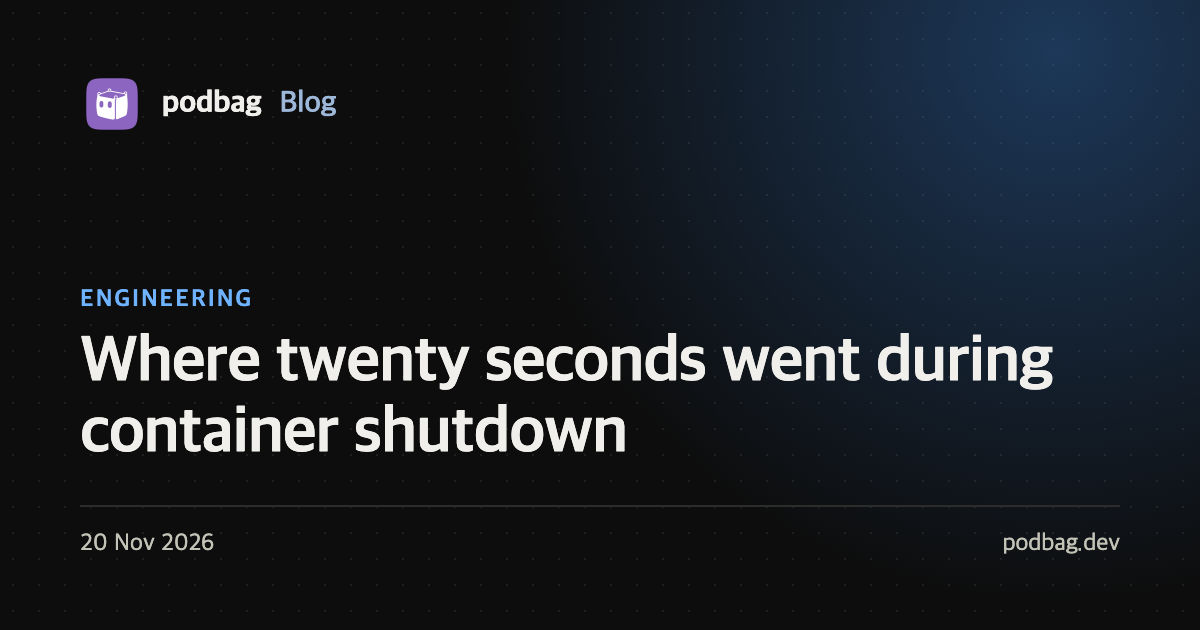 podbag Blog
ENGINEERING
Where twenty seconds went during
container shutdown
20 Nov 2026
podbag.dev